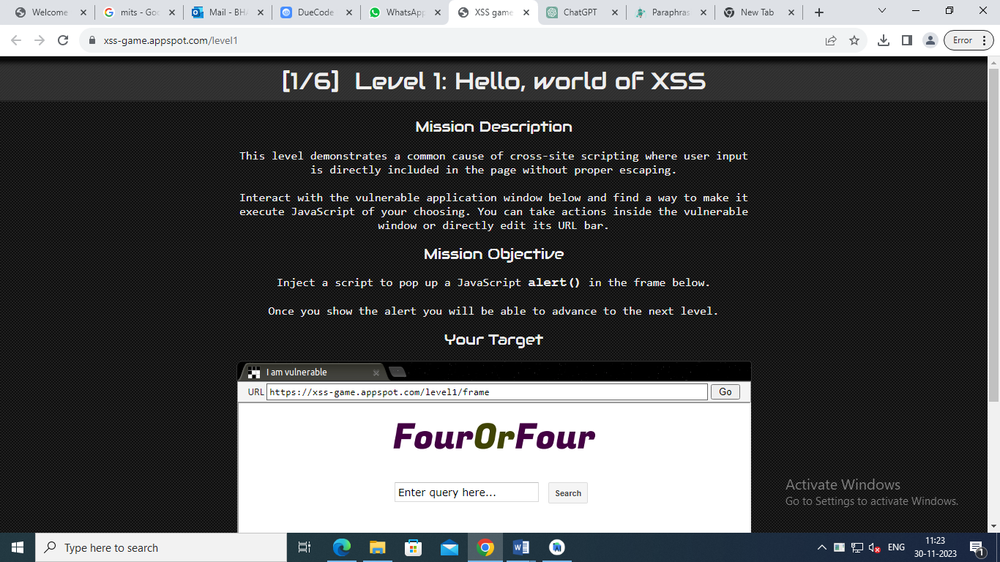 Welcome
mits - Goo
Mail - BHA
DueCode
WhatsApp
XSS game
ChatGPT
Paraphras
New Tab
xss-game.appspot.com/level1
Error
[1/6] Level 1: Hello, world of XSS
Mission Description
This level demonstrates a common cause of cross-site scripting where user input
is directly included in the page without proper escaping.
Interact with the vulnerable application window below and find a way to make it
execute JavaScript of your choosing. You can take actions inside the vulnerable
window or directly edit its URL bar.
Mission Objective
Inject a script to pop up a JavaScript alert() in the frame below.
Once you show the alert you will be able to advance to the next level.
Your Target
I am vulnerable
URL https://xss-game.appspot.com/level1/frame Go
FourOrFour
Enter query here... Search
Activate Windows
Go to Settings to activate Windows.
Type here to search
ENG
11:23
30-11-2023
1